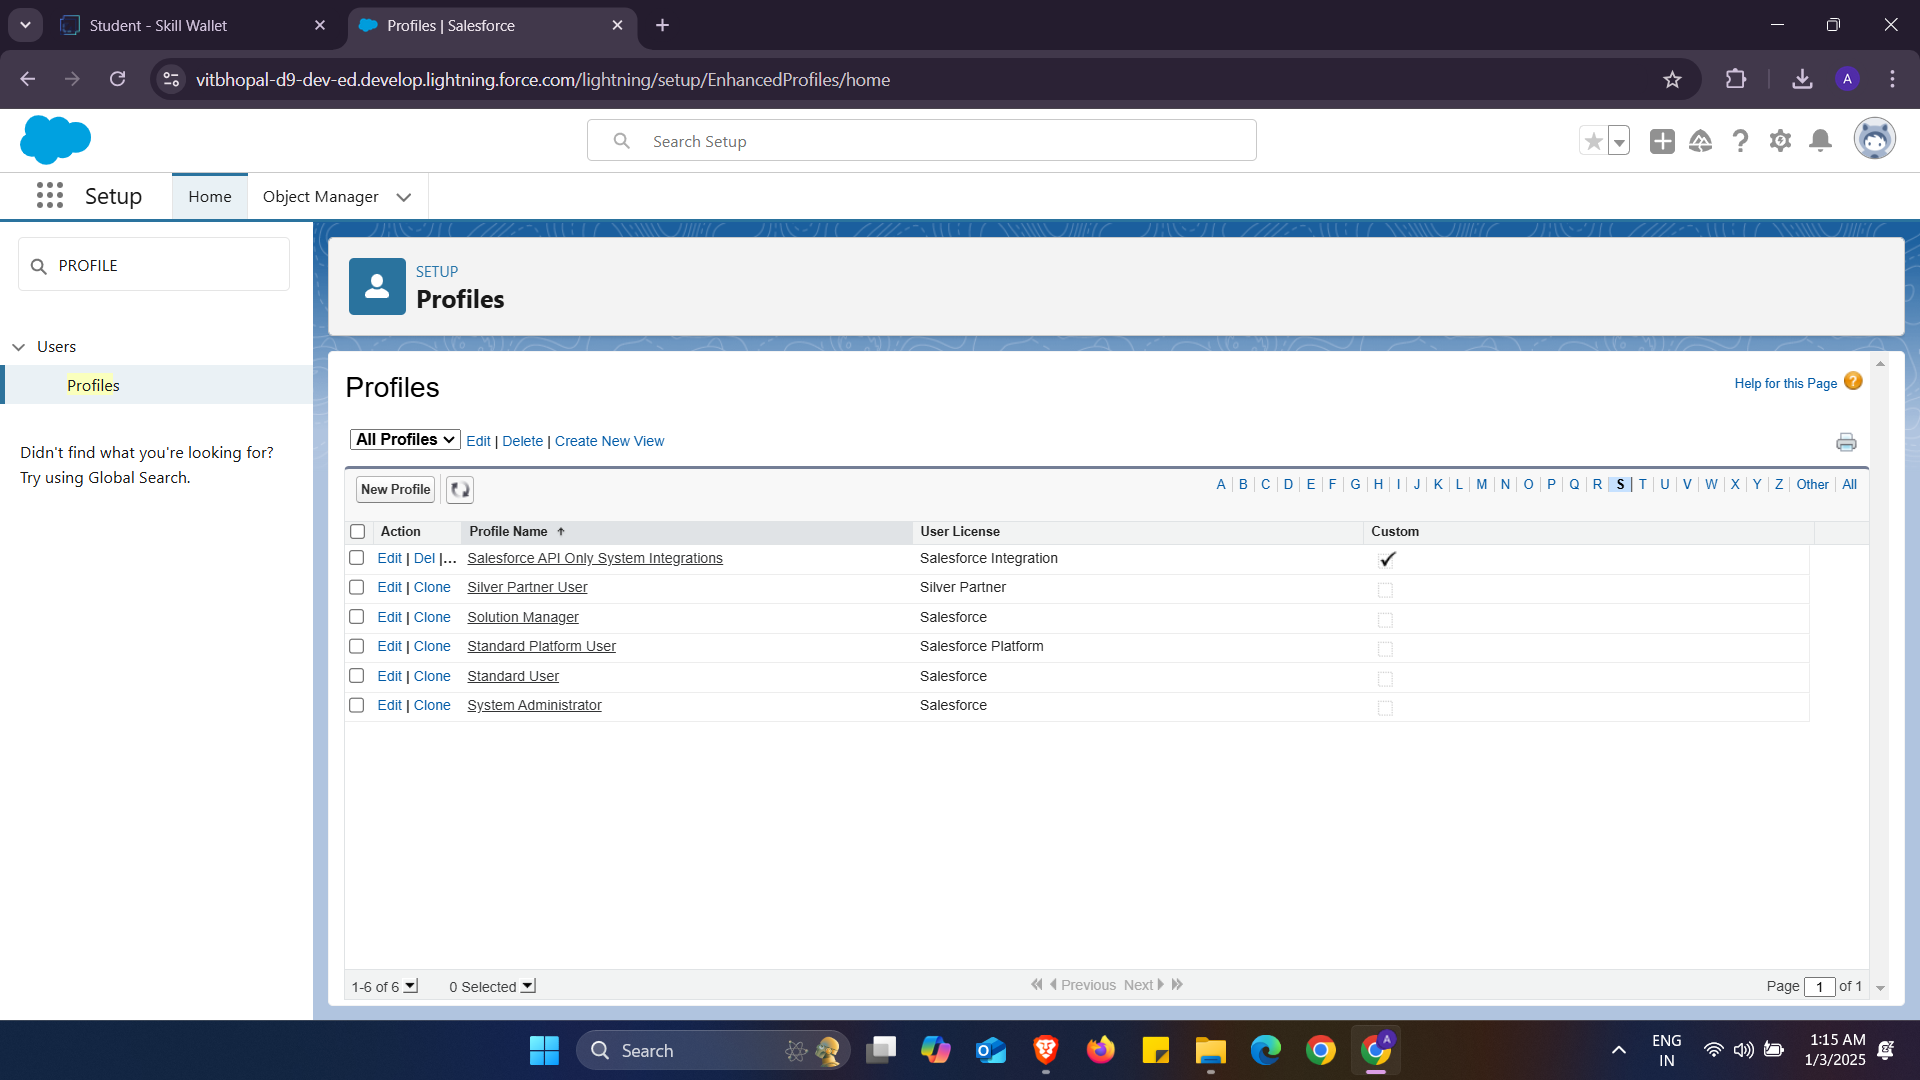 Student - Skill Wallet
Profiles | Salesforce
vitbhopal-d9-dev-ed.develop.lightning.force.com/lightning/setup/EnhancedProfiles/home
A
Search Setup
Setup
Home
Object Manager
PROFILE
Users
Profiles
Didn't find what you're looking for?
Try using Global Search.
SETUP
Profiles
Profiles
Help for this Page ?
All Profiles Edit | Delete | Create New View
New Profile
A | B | C | D | E | F | G | H | I | J | K | L | M | N | O | P | Q | R | S | T | U | V | W | X | Y | Z | Other | All
Action Profile Name User License Custom
Edit | Del |... Salesforce API Only System Integrations Salesforce Integration
Edit | Clone Silver Partner User Silver Partner
Edit | Clone Solution Manager Salesforce
Edit | Clone Standard Platform User Salesforce Platform
Edit | Clone Standard User Salesforce
Edit | Clone System Administrator Salesforce
1-6 of 6 0 Selected Previous Next Page 1 of 1
Search
A
ENG
IN
1:15 AM
1/3/2025